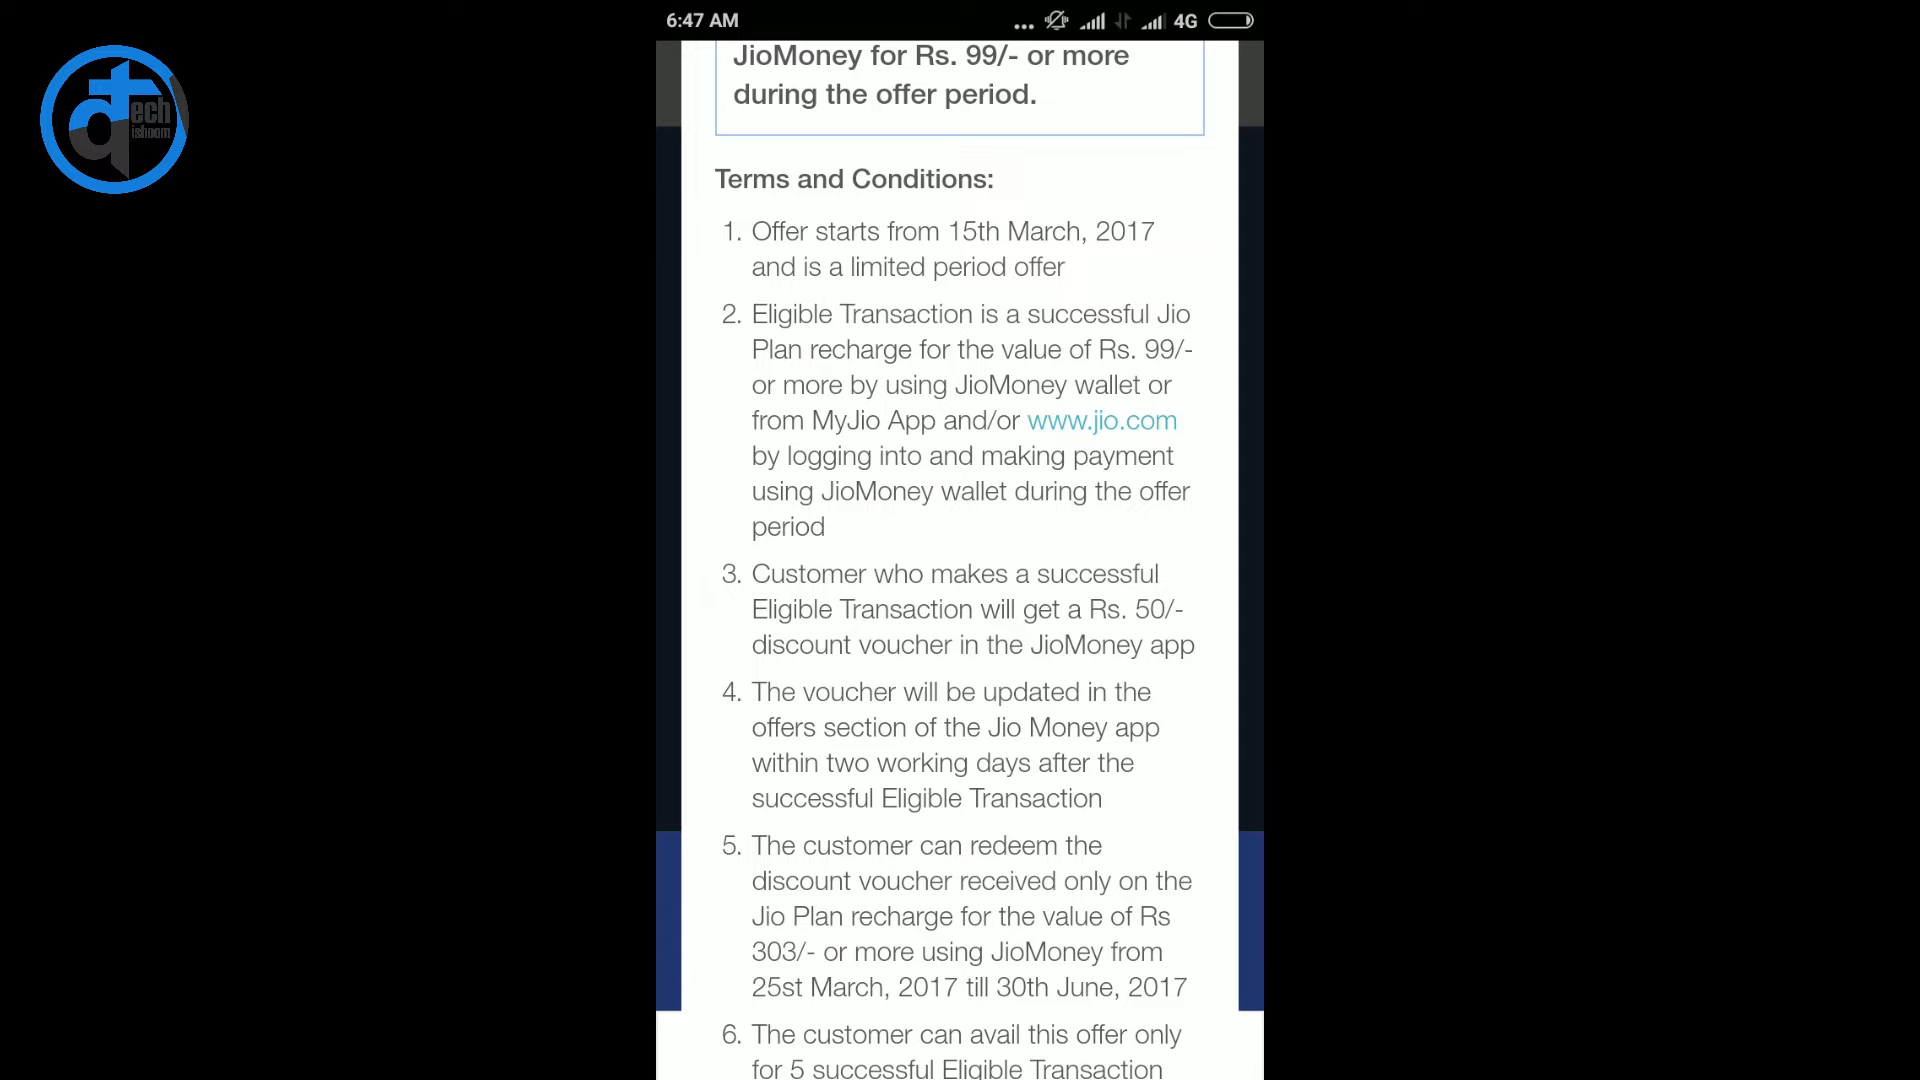 6:47 AM
4G
ech
ishoom
JioMoney for Rs. 99/- or more
during the offer period.
Terms and Conditions:
1. Offer starts from 15th March, 2017
and is a limited period offer
2. Eligible Transaction is a successful Jio
Plan recharge for the value of Rs. 99/-
or more by using JioMoney wallet or
from MyJio App and/or www.jio.com
by logging into and making payment
using JioMoney wallet during the offer
period
3. Customer who makes a successful
Eligible Transaction will get a Rs. 50/-
discount voucher in the JioMoney app
4. The voucher will be updated in the
offers section of the Jio Money app
within two working days after the
successful Eligible Transaction
5. The customer can redeem the
discount voucher received only on the
Jio Plan recharge for the value of Rs
303/- or more using JioMoney from
25st March, 2017 till 30th June, 2017
6. The customer can avail this offer only
for 5 successful Eligible Transaction